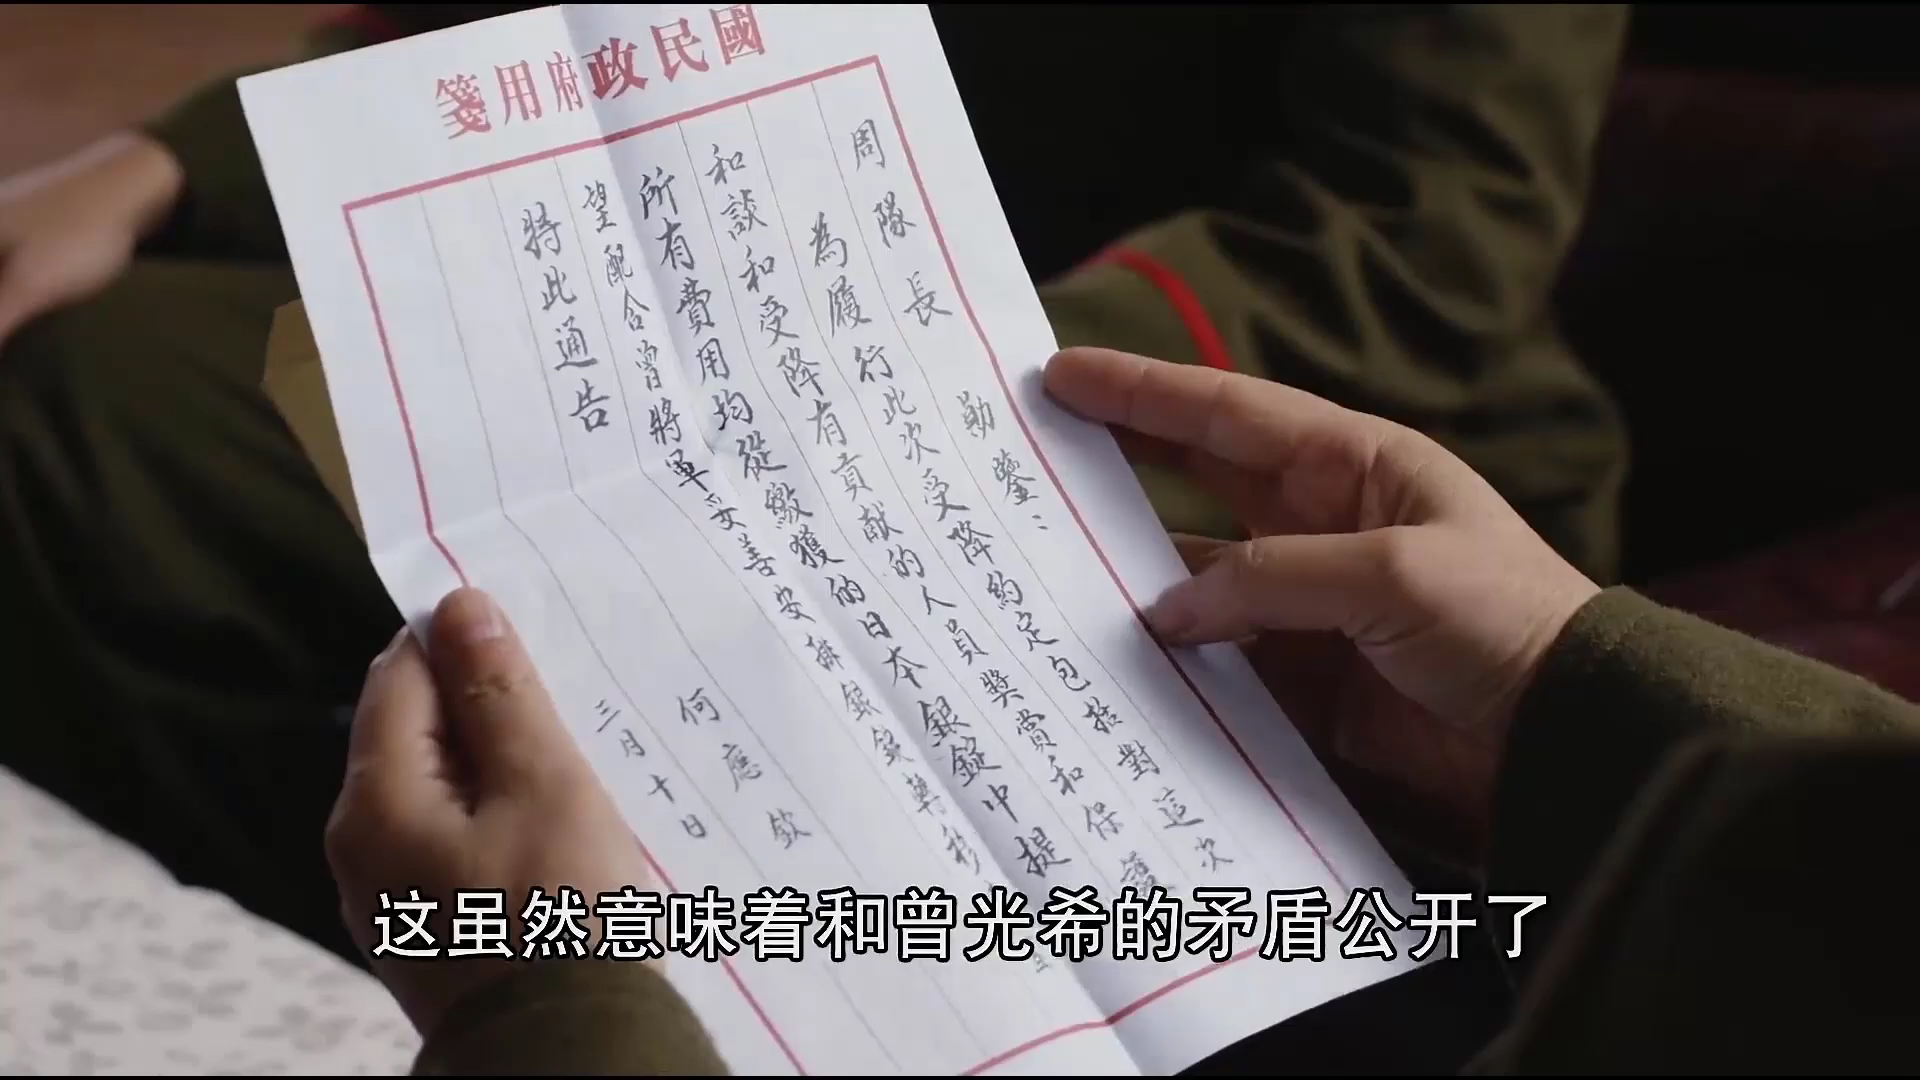 國民政府用箋
周隊長 勛鑒：
為履行此次受降約定包括對這次
和談和受降有貢獻的人員獎賞和保護
所有費用均從繳獲的日本銀錠中提
望配合曾將軍妥善安排銀錠轉移
特此通告
何應欽
三月十日
这虽然意味着和曾光希的矛盾公开了